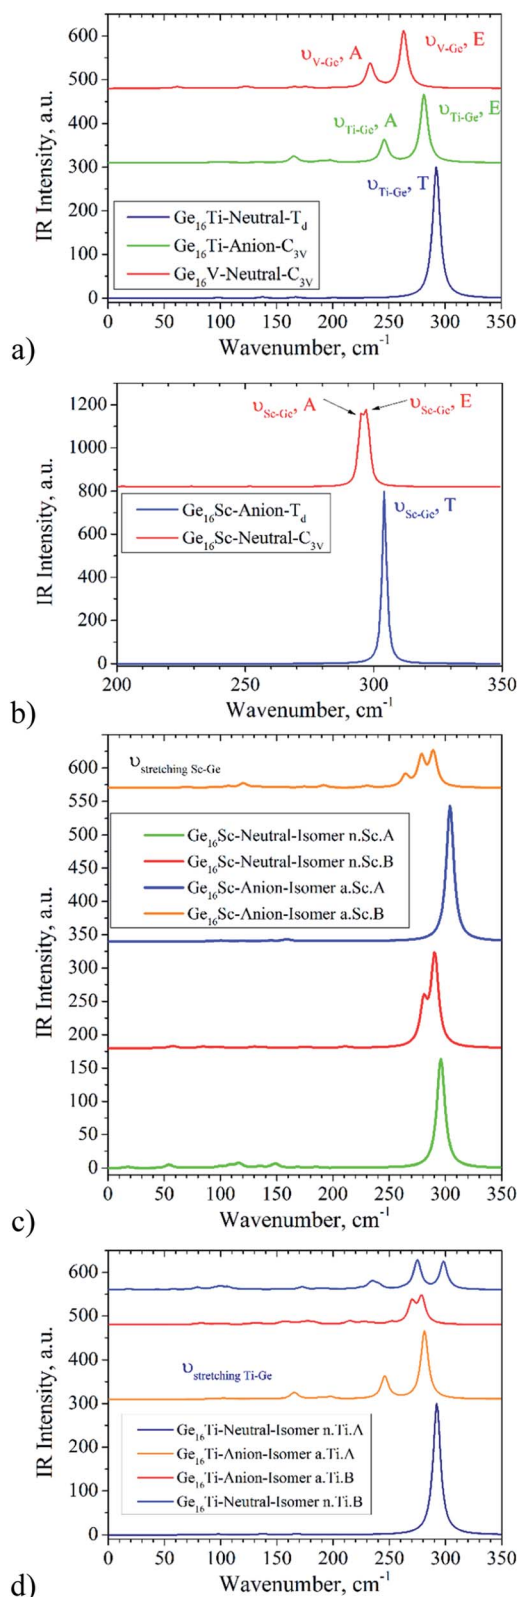 600
500
400
300
200
100
0
IR Intensity, a.u.
υV-Ge, A
υV-Ge, E
υTi-Ge, A
υTi-Ge, E
υTi-Ge, T
Ge16Ti-Neutral-Td
Ge16Ti-Anion-C3V
Ge16V-Neutral-C3V
0 50 100 150 200 250 300 350
Wavenumber, cm-1
a)
1200
1000
800
600
400
200
0
IR Intensity, a.u.
υSc-Ge, A
υSc-Ge, E
υSc-Ge, T
Ge16Sc-Anion-Td
Ge16Sc-Neutral-C3V
200 250 300 350
Wavenumber, cm-1
b)
600
550
500
450
400
350
300
250
200
150
100
50
0
IR Intensity, a.u.
υstretching Sc-Ge
Ge16Sc-Neutral-Isomer n.Sc.A
Ge16Sc-Neutral-Isomer n.Sc.B
Ge16Sc-Anion-Isomer a.Sc.A
Ge16Sc-Anion-Isomer a.Sc.B
0 50 100 150 200 250 300 350
Wavenumber, cm-1
c)
600
500
400
300
200
100
0
IR Intensity, a.u.
υstretching Ti-Ge
Ge16Ti-Neutral-Isomer n.Ti.A
Ge16Ti-Anion-Isomer a.Ti.A
Ge16Ti-Anion-Isomer a.Ti.B
Ge16Ti-Neutral-Isomer n.Ti.B
0 50 100 150 200 250 300 350
Wavenumber, cm-1
d)